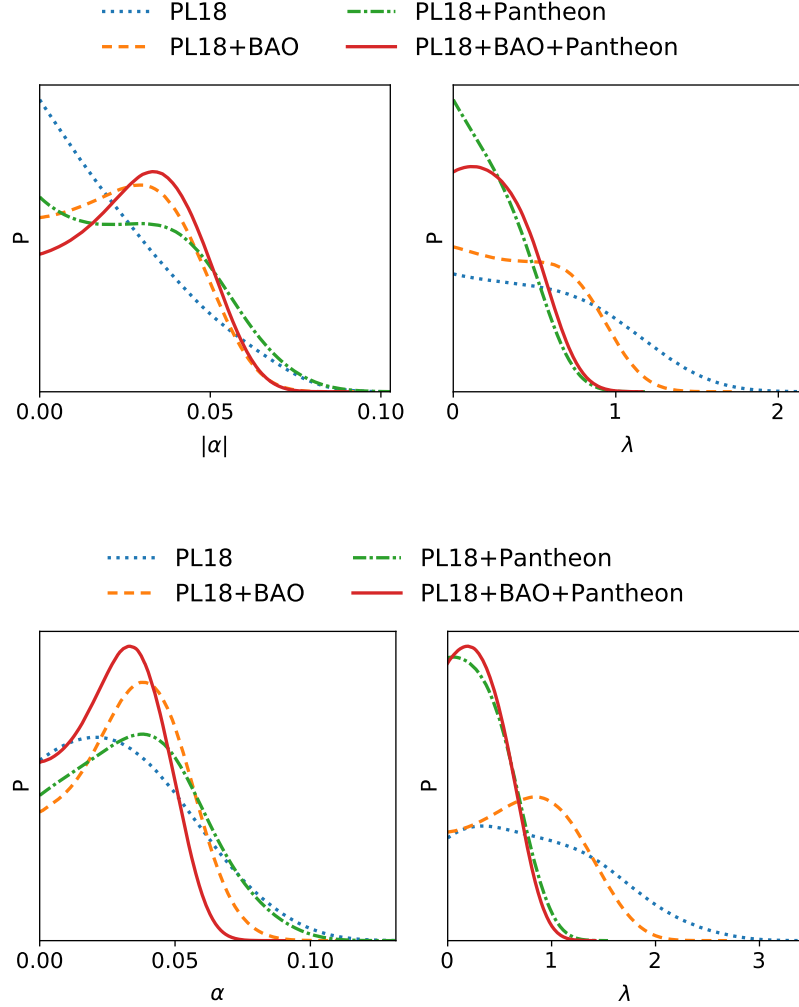 PL18 PL18+Pantheon
PL18+BAO PL18+BAO+Pantheon
P
0.00 0.05 0.10
|α|
P
0 1 2
λ
PL18 PL18+Pantheon
PL18+BAO PL18+BAO+Pantheon
P
0.00 0.05 0.10
α
P
0 1 2 3
λ